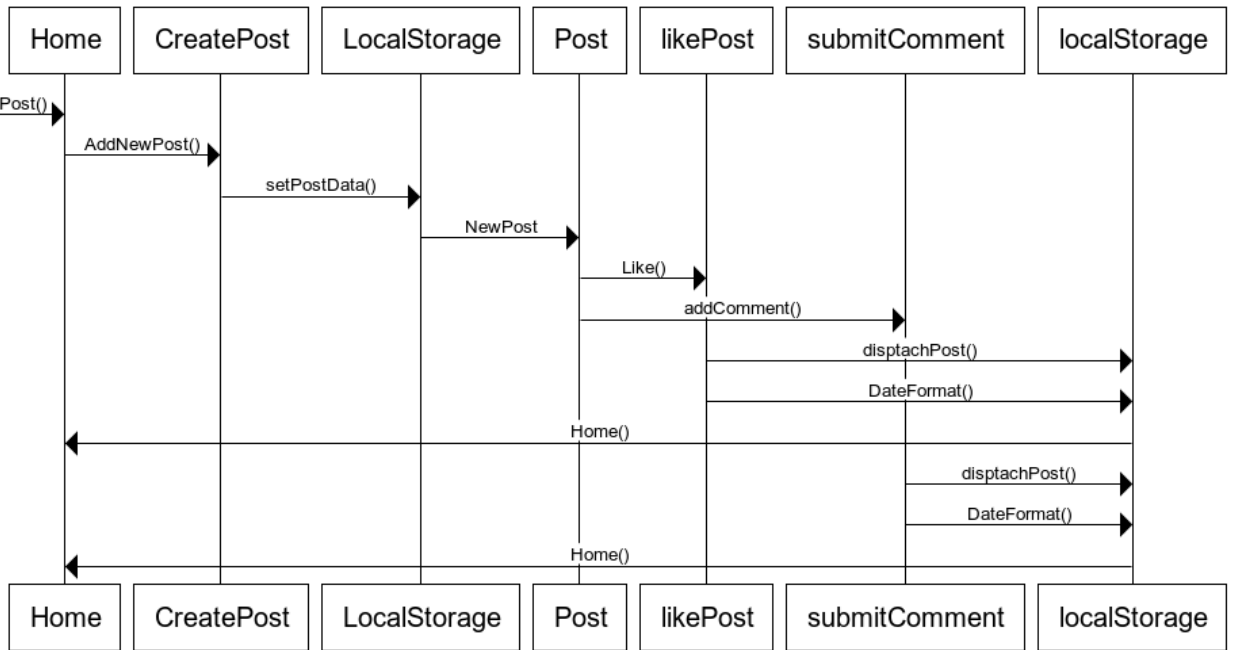 Home CreatePost LocalStorage Post likePost submitComment localStorage
Post()
AddNewPost()
setPostData()
NewPost
Like()
addComment()
disptachPost()
DateFormat()
Home()
disptachPost()
DateFormat()
Home()
Home CreatePost LocalStorage Post likePost submitComment localStorage